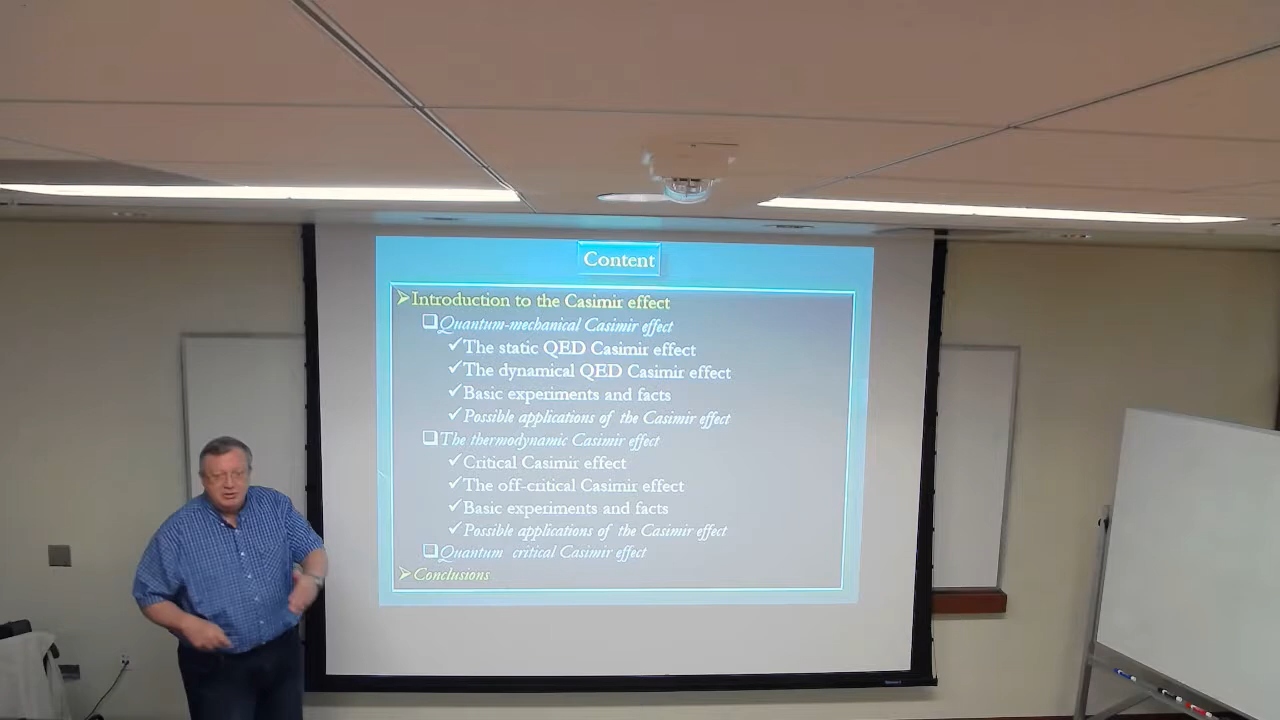 Content
Introduction to the Casimir effect
Quantum-mechanical Casimir effect
The static QED Casimir effect
The dynamical QED Casimir effect
Basic experiments and facts
Possible applications of the Casimir effect
The thermodynamic Casimir effect
Critical Casimir effect
The off-critical Casimir effect
Basic experiments and facts
Possible applications of the Casimir effect
Quantum critical Casimir effect
Conclusions